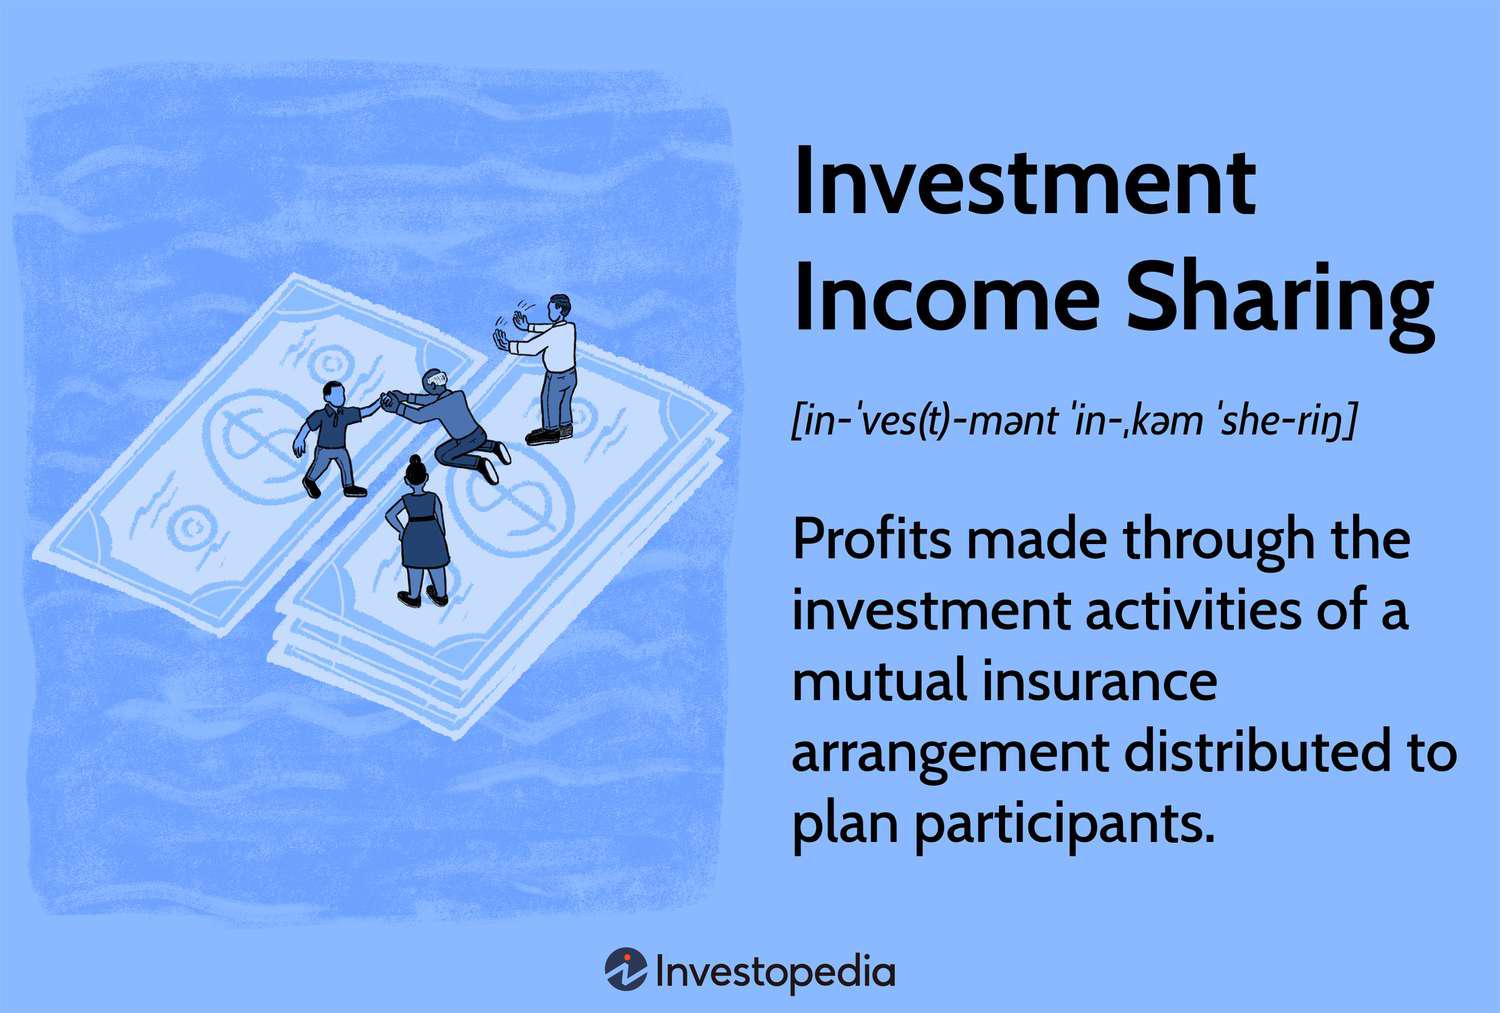 Investment
Income Sharing
[in-ˈves(t)-mənt ˈin-ˌkəm ˈshe-riŋ]
Profits made through the
investment activities of a
mutual insurance
arrangement distributed to
plan participants.
Investopedia